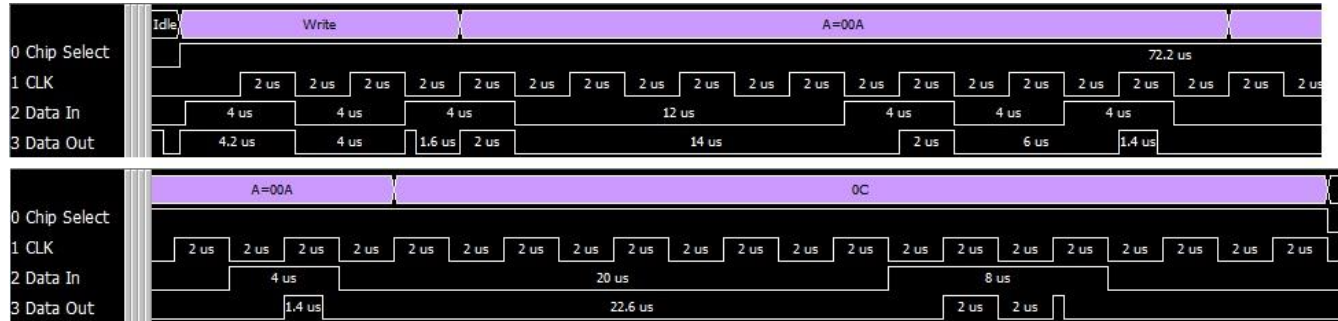 Idle Write A=00A
0 Chip Select 72.2 us
1 CLK 2 us 2 us 2 us 2 us 2 us 2 us 2 us 2 us 2 us 2 us 2 us 2 us 2 us 2 us 2 us 2 us 2 us 2 us 2 us 2 us
2 Data In 4 us 4 us 4 us 12 us 4 us 4 us 4 us
3 Data Out 4.2 us 4 us 1.6 us 2 us 14 us 2 us 6 us 1.4 us
A=00A 0C
0 Chip Select
1 CLK 2 us 2 us 2 us 2 us 2 us 2 us 2 us 2 us 2 us 2 us 2 us 2 us 2 us 2 us 2 us 2 us 2 us 2 us 2 us 2 us 2 us
2 Data In 4 us 20 us 8 us
3 Data Out 1.4 us 22.6 us 2 us 2 us